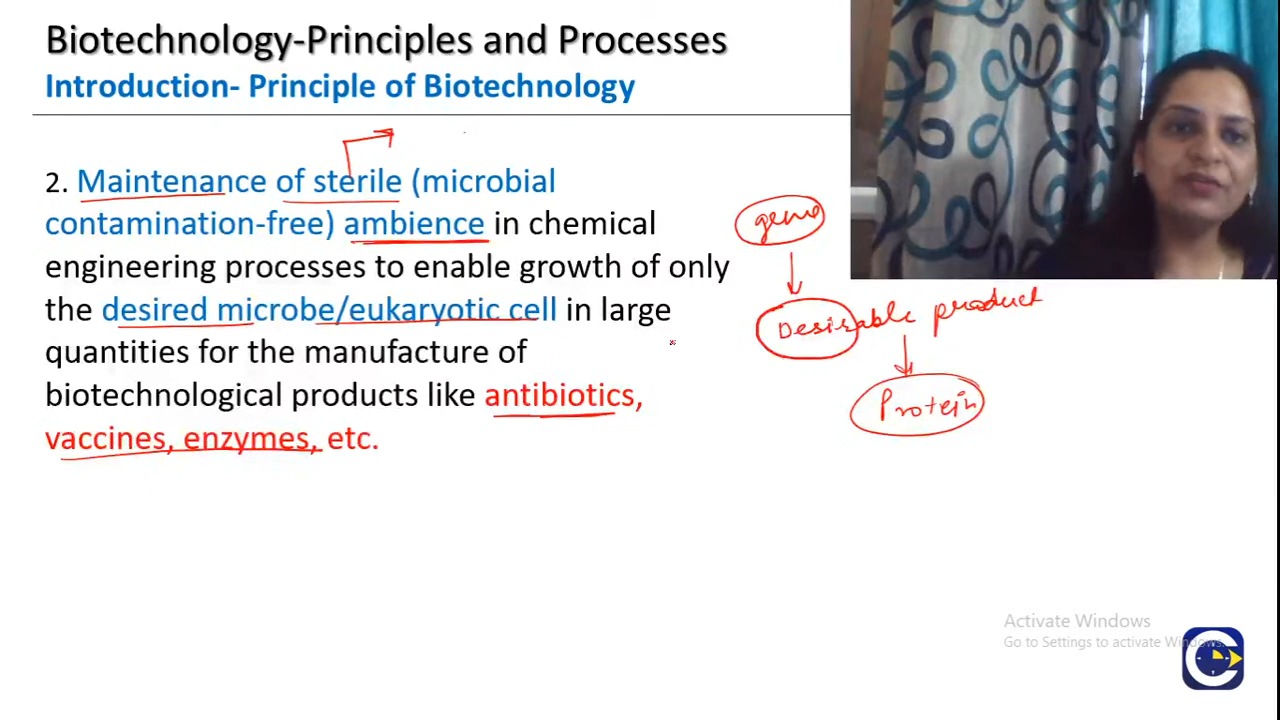 Biotechnology-Principles and Processes
Introduction- Principle of Biotechnology
2. Maintenance of sterile (microbial
contamination-free) ambience in chemical
engineering processes to enable growth of only
the desired microbe/eukaryotic cell in large
quantities for the manufacture of
biotechnological products like antibiotics,
vaccines, enzymes, etc.
gene
Desirable product
Protein
Activate Windows
Go to Settings to activate Windows.